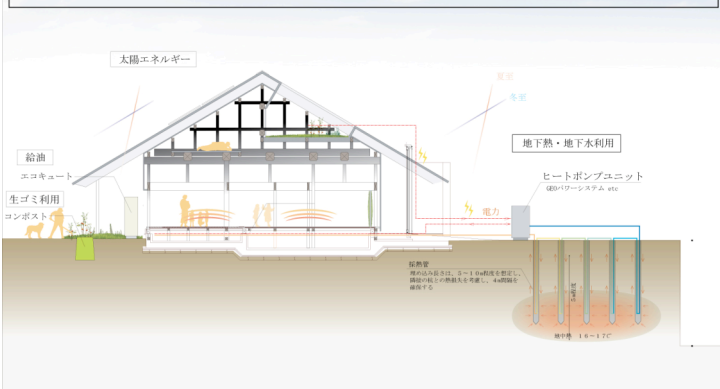 太陽エネルギー
夏至
冬至
地下熱・地下水利用
給油
エコキュート
ヒートポンプユニット
GEOパワーシステム etc
生ゴミ利用
コンポスト
電力
採熱管
埋め込み長さは、5~10m程度を想定し、
隣接の杭との熱損失を考慮し、4m間隔を
確保する
地中熱 16~17℃